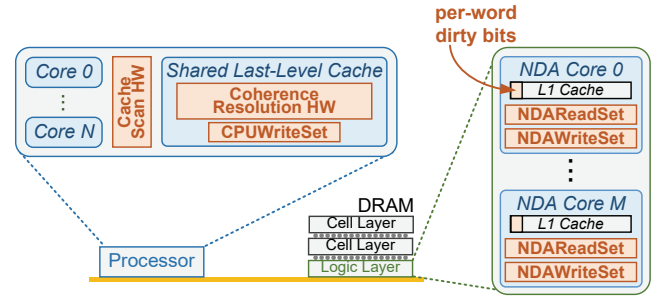 per-word
dirty bits
Core 0
Core N
Cache
Scan HW
Shared Last-Level Cache
Coherence
Resolution HW
CPUWriteSet
NDA Core 0
L1 Cache
NDAReadSet
NDAWriteSet
NDA Core M
L1 Cache
NDAReadSet
NDAWriteSet
DRAM
Cell Layer
Cell Layer
Logic Layer
Processor